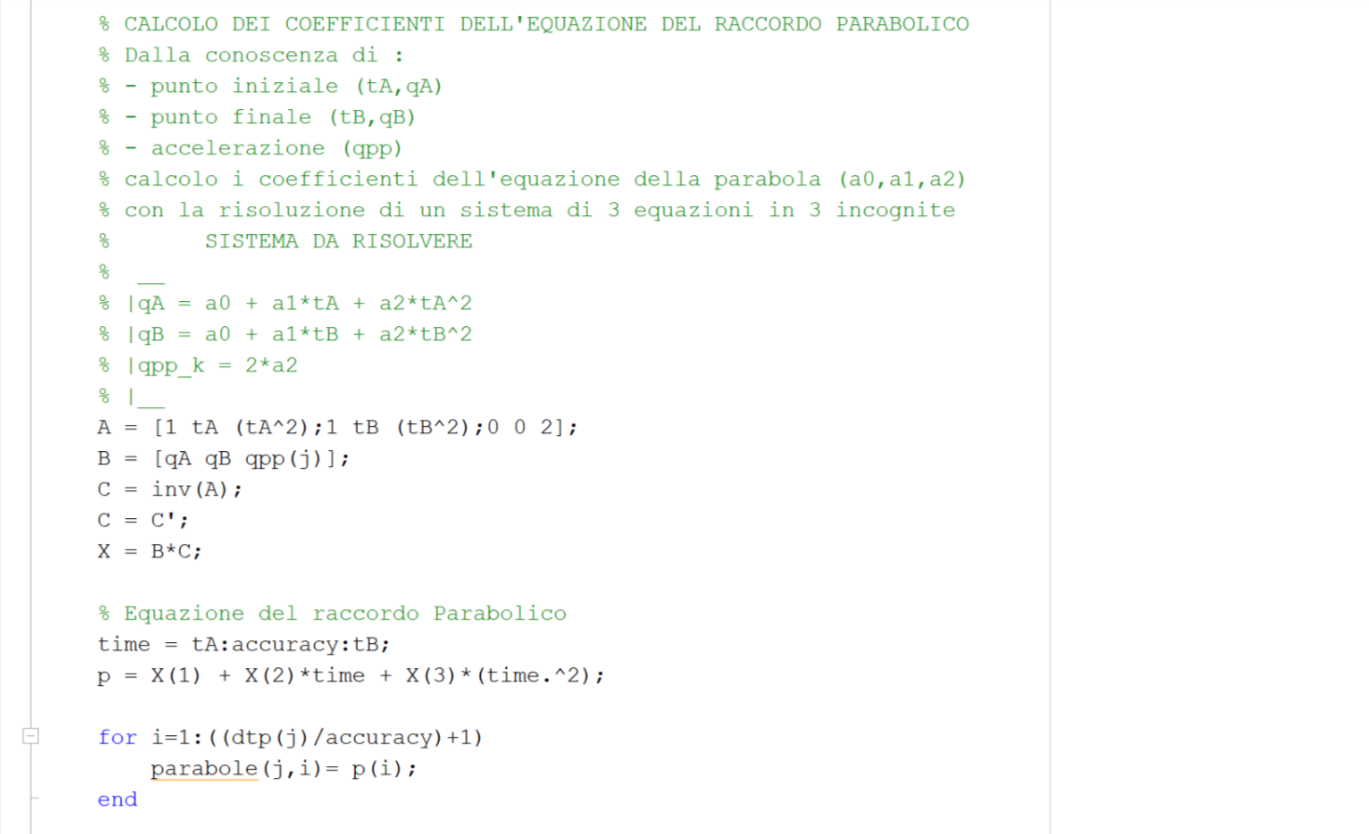 % CALCOLO DEI COEFFICIENTI DELL'EQUAZIONE DEL RACCORDO PARABOLICO
% Dalla conoscenza di :
% - punto iniziale (tA,qA)
% - punto finale (tB,qB)
% - accelerazione (qpp)
% calcolo i coefficienti dell'equazione della parabola (a0,a1,a2)
% con la risoluzione di un sistema di 3 equazioni in 3 incognite
%       SISTEMA DA RISOLVERE
%  __
% |qA = a0 + a1*tA + a2*tA^2
% |qB = a0 + a1*tB + a2*tB^2
% |qpp_k = 2*a2
% |__
A = [1 tA (tA^2);1 tB (tB^2);0 0 2];
B = [qA qB qpp(j)];
C = inv(A);
C = C';
X = B*C;
% Equazione del raccordo Parabolico
time = tA:accuracy:tB;
p = X(1) + X(2)*time + X(3)*(time.^2);
for i=1:((dtp(j)/accuracy)+1)
    parabole(j,i)= p(i);
end